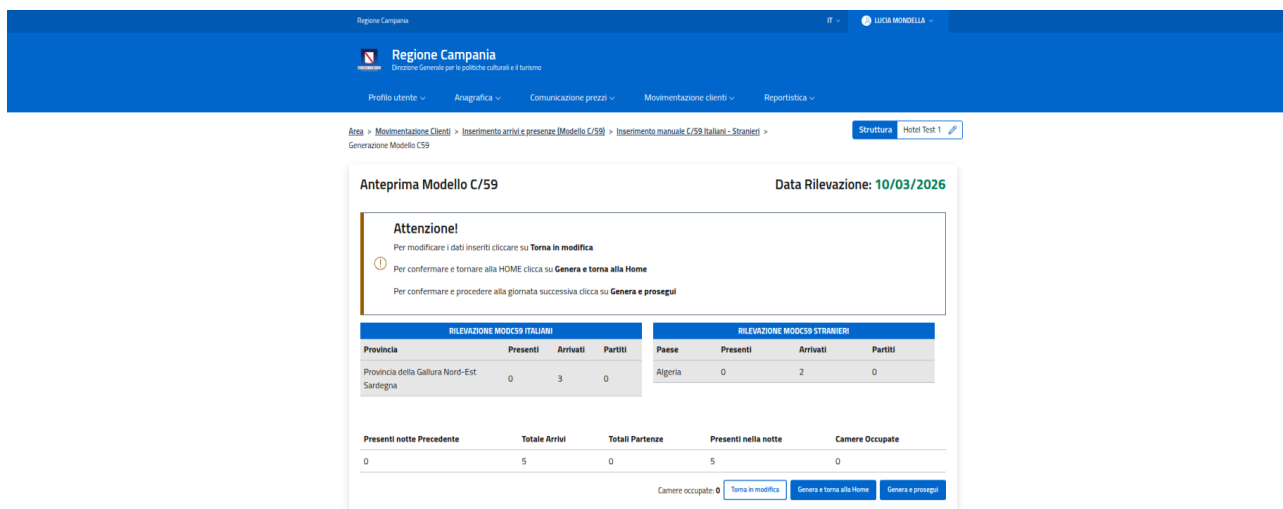 Regione Campania
IT
LUCIA MONDELLA
Regione Campania
Direzione Generale per le politiche culturali e il turismo
Profilo utente Anagrafica Comunicazione prezzi Movimentazione clienti Reportistica
Area > Movimentazione Clienti > Inserimento arrivi e presenze (Modello C/59) > Inserimento manuale C/59 Italiani - Stranieri >
Generazione Modello C59
Struttura Hotel Test 1
Anteprima Modello C/59
Data Rilevazione: 10/03/2026
Attenzione!
Per modificare i dati inseriti cliccare su Torna in modifica
Per confermare e tornare alla HOME clicca su Genera e torna alla Home
Per confermare e procedere alla giornata successiva clicca su Genera e prosegui
RILEVAZIONE MODC59 ITALIANI
Provincia Presenti Arrivati Partiti
Provincia della Gallura Nord-Est
Sardegna 0 3 0
RILEVAZIONE MODC59 STRANIERI
Paese Presenti Arrivati Partiti
Algeria 0 2 0
Presenti notte Precedente Totale Arrivi Totali Partenze Presenti nella notte Camere Occupate
0 5 0 5 0
Camere occupate: 0 Torna in modifica Genera e torna alla Home Genera e prosegui